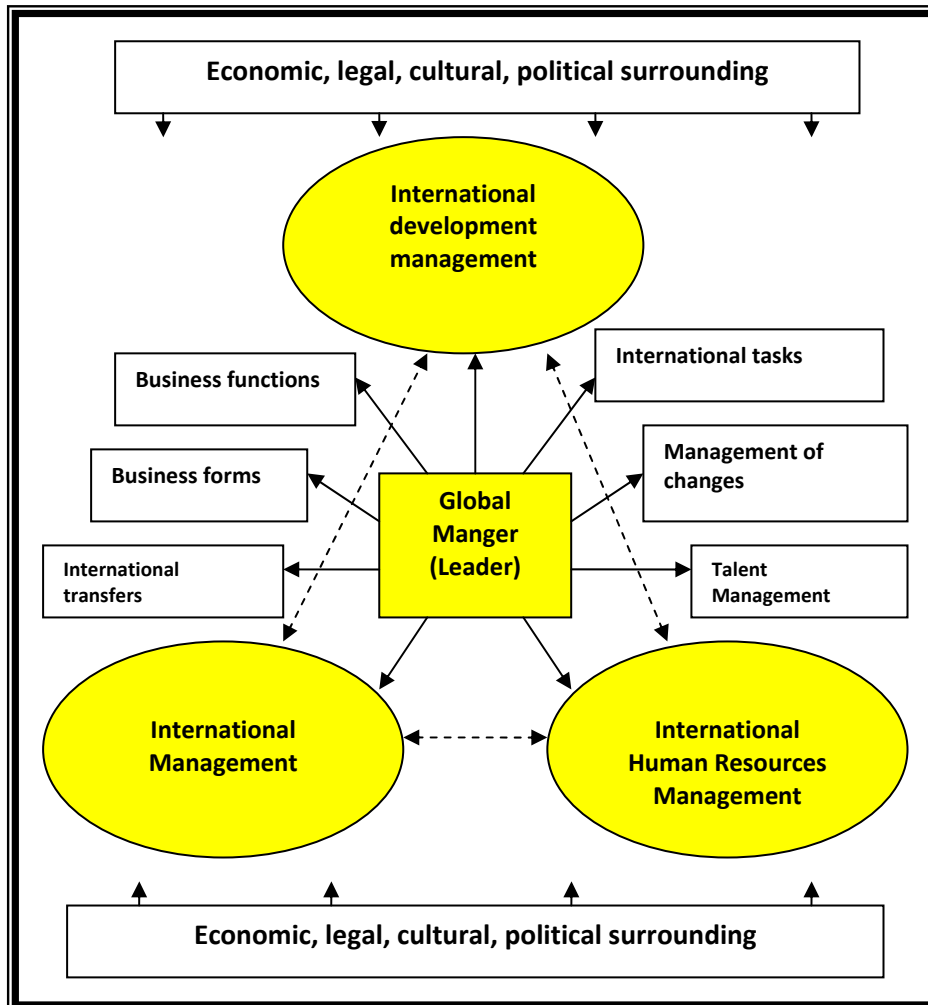 Economic, legal, cultural, political surrounding
International
development
management
Business functions
International tasks
Business forms
Management of
changes
Global
Manger
(Leader)
International
transfers
Talent
Management
International
Management
International
Human Resources
Management
Economic, legal, cultural, political surrounding